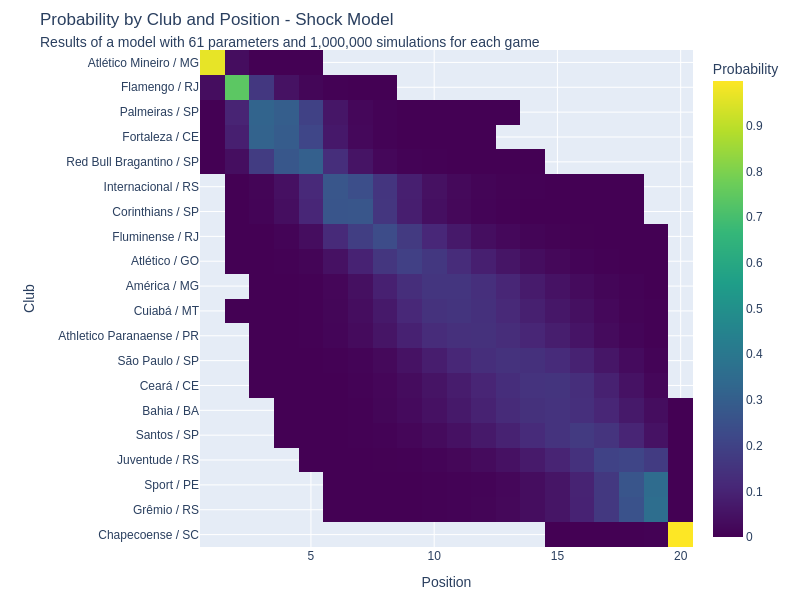 Probability by Club and Position - Shock Model
Results of a model with 61 parameters and 1,000,000 simulations for each game
Probability
Atlético Mineiro / MG
Flamengo / RJ
Palmeiras / SP
Fortaleza / CE
Red Bull Bragantino / SP
Internacional / RS
Corinthians / SP
Fluminense / RJ
Atlético / GO
América / MG
Cuiabá / MT
Athletico Paranaense / PR
São Paulo / SP
Ceará / CE
Bahia / BA
Santos / SP
Juventude / RS
Sport / PE
Grêmio / RS
Chapecoense / SC
Club
5
10
15
20
Position
0.9
0.8
0.7
0.6
0.5
0.4
0.3
0.2
0.1
0